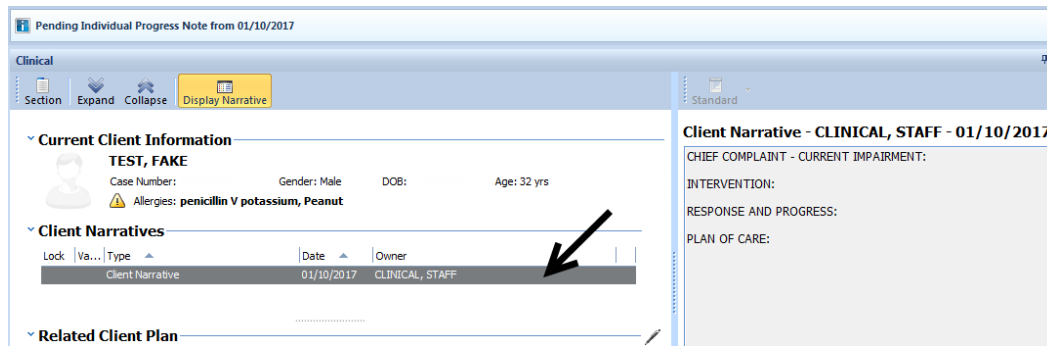 Pending Individual Progress Note from 01/10/2017
Clinical
Section Expand Collapse Display Narrative
Standard
Current Client Information
TEST, FAKE
Case Number: Gender: Male DOB: Age: 32 yrs
Allergies: penicillin V potassium, Peanut
Client Narratives
Lock Va... Type Date Owner
Client Narrative 01/10/2017 CLINICAL, STAFF
Related Client Plan
Client Narrative - CLINICAL, STAFF - 01/10/2017
CHIEF COMPLAINT - CURRENT IMPAIRMENT:
INTERVENTION:
RESPONSE AND PROGRESS:
PLAN OF CARE: